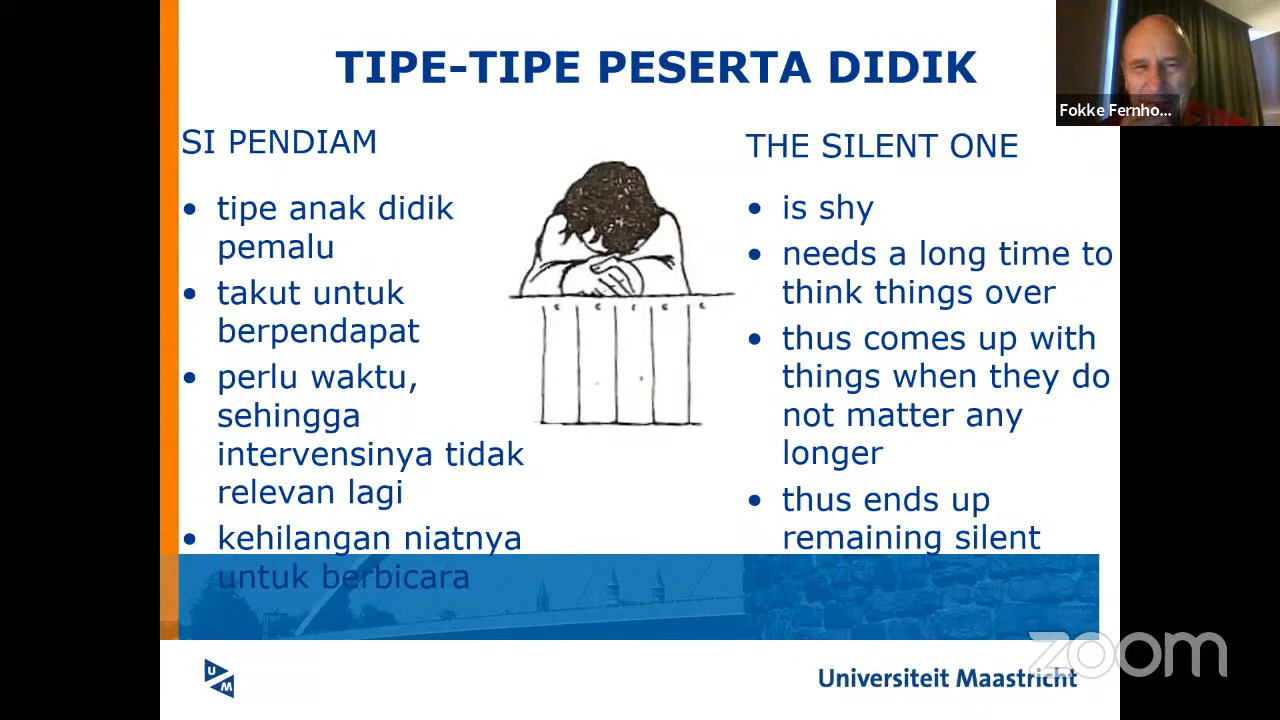 TIPE-TIPE PESERTA DIDIK
Fokke Fernho...
SI PENDIAM
• tipe anak didik
pemalu
• takut untuk
berpendapat
• perlu waktu,
sehingga
intervensinya tidak
relevan lagi
• kehilangan niatnya
untuk berbicara
THE SILENT ONE
• is shy
• needs a long time to
think things over
• thus comes up with
things when they do
not matter any
longer
• thus ends up
remaining silent
zoom
U
M
Universiteit Maastricht